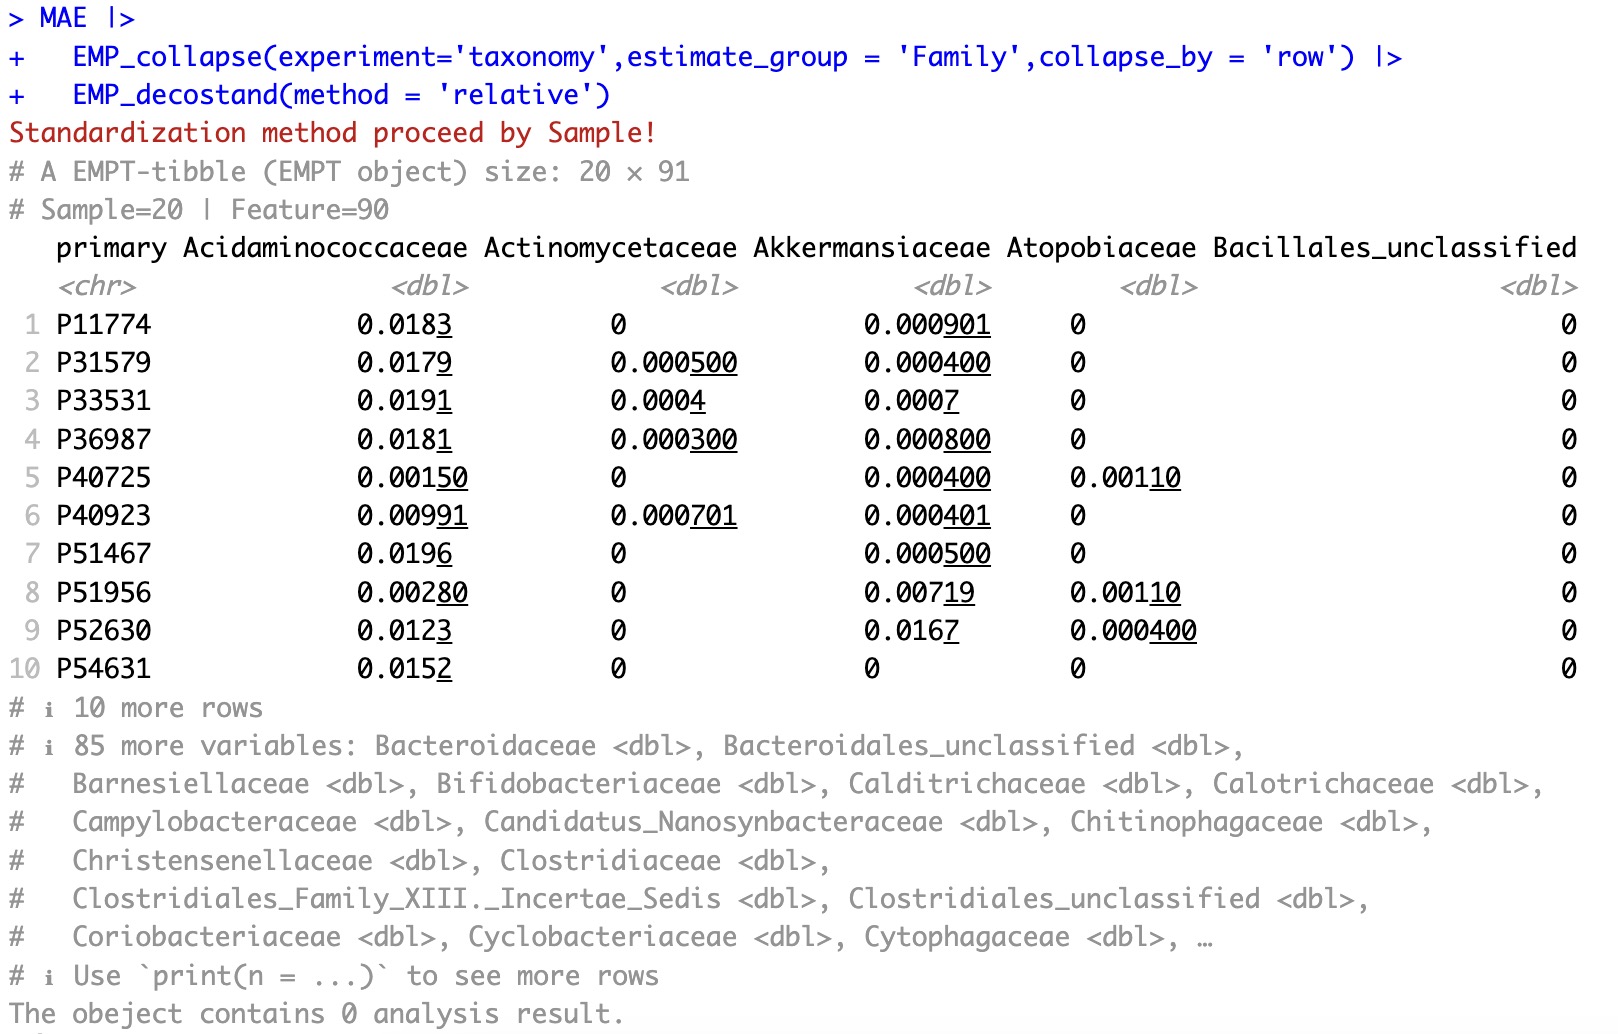 > MAE |>
+   EMP_collapse(experiment='taxonomy',estimate_group = 'Family',collapse_by = 'row') |>
+   EMP_decostand(method = 'relative')
Standardization method proceed by Sample!
# A EMPT-tibble (EMPT object) size: 20 × 91
# Sample=20 | Feature=90
   primary Acidaminococcaceae Actinomycetaceae Akkermansiaceae Atopobiaceae Bacillales_unclassified
   <chr>                <dbl>            <dbl>           <dbl>        <dbl>                   <dbl>
 1 P11774             0.0183          0               0.000901     0                              0
 2 P31579             0.0179          0.000500        0.000400     0                              0
 3 P33531             0.0191          0.0004          0.0007       0                              0
 4 P36987             0.0181          0.000300        0.000800     0                              0
 5 P40725             0.00150         0               0.000400     0.00110                        0
 6 P40923             0.00991         0.000701        0.000401     0                              0
 7 P51467             0.0196          0               0.000500     0                              0
 8 P51956             0.00280         0               0.00719      0.00110                        0
 9 P52630             0.0123          0               0.0167       0.000400                       0
10 P54631             0.0152          0               0            0                              0
# ℹ 10 more rows
# ℹ 85 more variables: Bacteroidaceae <dbl>, Bacteroidales_unclassified <dbl>,
#   Barnesiellaceae <dbl>, Bifidobacteriaceae <dbl>, Calditrichaceae <dbl>, Calotrichaceae <dbl>,
#   Campylobacteraceae <dbl>, Candidatus_Nanosynbacteraceae <dbl>, Chitinophagaceae <dbl>,
#   Christensenellaceae <dbl>, Clostridiaceae <dbl>,
#   Clostridiales_Family_XIII._Incertae_Sedis <dbl>, Clostridiales_unclassified <dbl>,
#   Coriobacteriaceae <dbl>, Cyclobacteriaceae <dbl>, Cytophagaceae <dbl>, …
# ℹ Use `print(n = ...)` to see more rows
The obeject contains 0 analysis result.